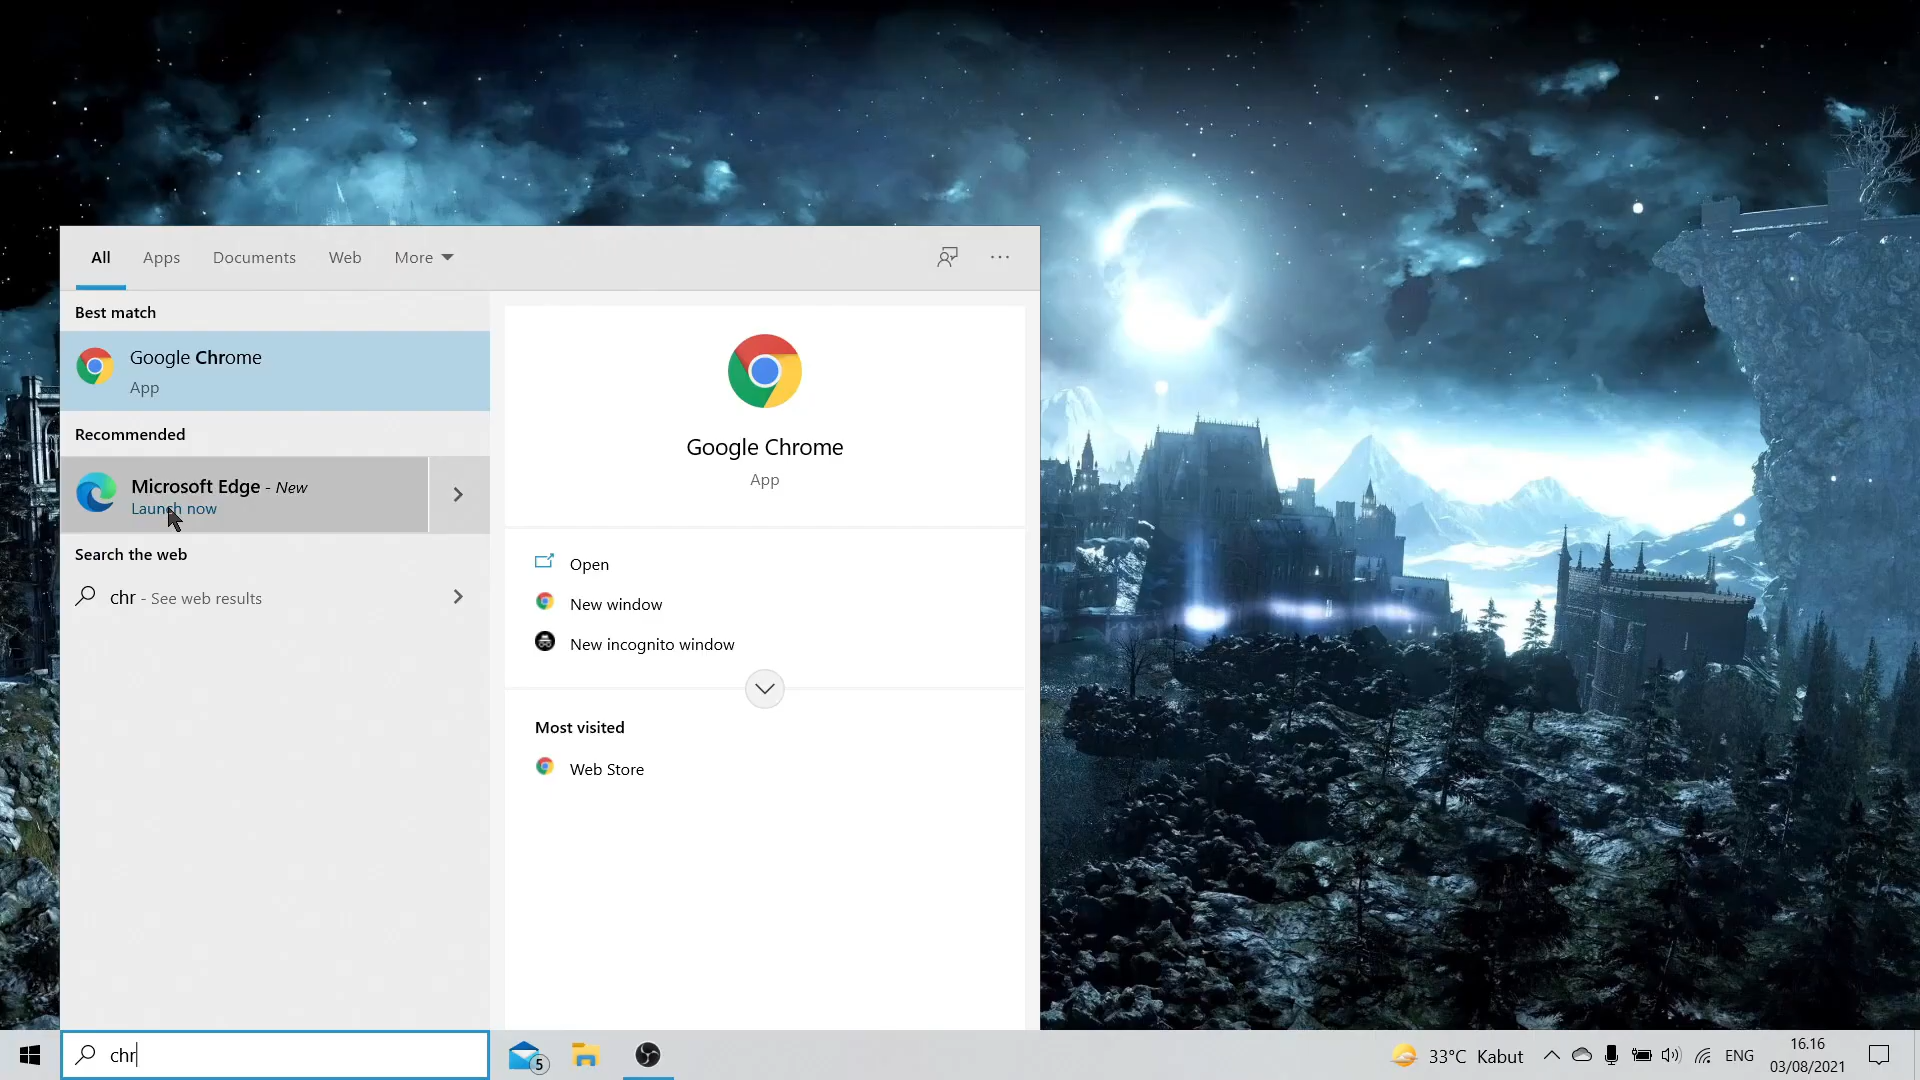 All Apps Documents Web More
Best match
Google Chrome
App
Recommended
Microsoft Edge - New
Launch now
Search the web
chr - See web results
Google Chrome
App
Open
New window
New incognito window
Most visited
Web Store
chr
5
33°C Kabut
ENG
16.16
03/08/2021